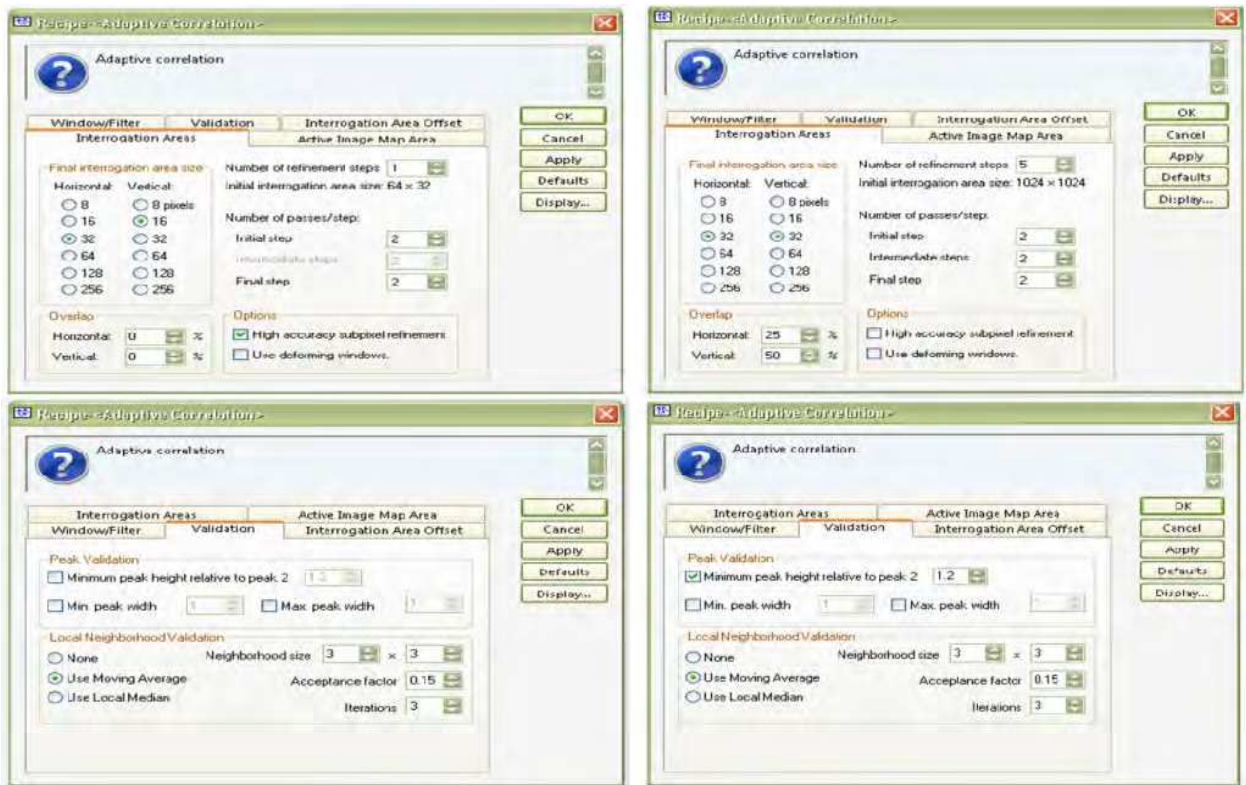 Recipe-<Adaptive Correlation>
Adaptive correlation
Window/Filter Validation Interrogation Area Offset
Interrogation Areas Active Image Map Area
OK
Cancel
Apply
Defaults
Display...
Final interrogation area size
Horizontal: Vertical:
8 8 pixels
16 16
32 32
64 64
128 128
256 256
Number of refinement steps 1
Initial interrogation area size: 64 × 32
Number of passes/step:
Initial step 2
Intermediate steps 2
Final step 2
Overlap
Horizontal: 0 %
Vertical: 0 %
Options
High accuracy subpixel refinement
Use deforming windows.
Recipe-<Adaptive Correlation>
Adaptive correlation
Window/Filter Validation Interrogation Area Offset
Interrogation Areas Active Image Map Area
OK
Cancel
Apply
Defaults
Display...
Final interrogation area size
Horizontal: Vertical:
8 8 pixels
16 16
32 32
64 64
128 128
256 256
Number of refinement steps 5
Initial interrogation area size: 1024 × 1024
Number of passes/step:
Initial step 2
Intermediate steps 2
Final step 2
Overlap
Horizontal: 25 %
Vertical: 50 %
Options
High accuracy subpixel refinement
Use deforming windows.
Recipe-<Adaptive Correlation>
Adaptive correlation
Interrogation Areas Active Image Map Area
Window/Filter Validation Interrogation Area Offset
OK
Cancel
Apply
Defaults
Display...
Peak Validation
Minimum peak height relative to peak 2 1.2
Min. peak width 1 Max. peak width 1
Local Neighborhood Validation
None
Use Moving Average
Use Local Median
Neighborhood size 3 × 3
Acceptance factor 0.15
Iterations 3
Recipe-<Adaptive Correlation>
Adaptive correlation
Interrogation Areas Active Image Map Area
Window/Filter Validation Interrogation Area Offset
OK
Cancel
Apply
Defaults
Display...
Peak Validation
Minimum peak height relative to peak 2 1.2
Min. peak width 1 Max. peak width 1
Local Neighborhood Validation
None
Use Moving Average
Use Local Median
Neighborhood size 3 × 3
Acceptance factor 0.15
Iterations 3